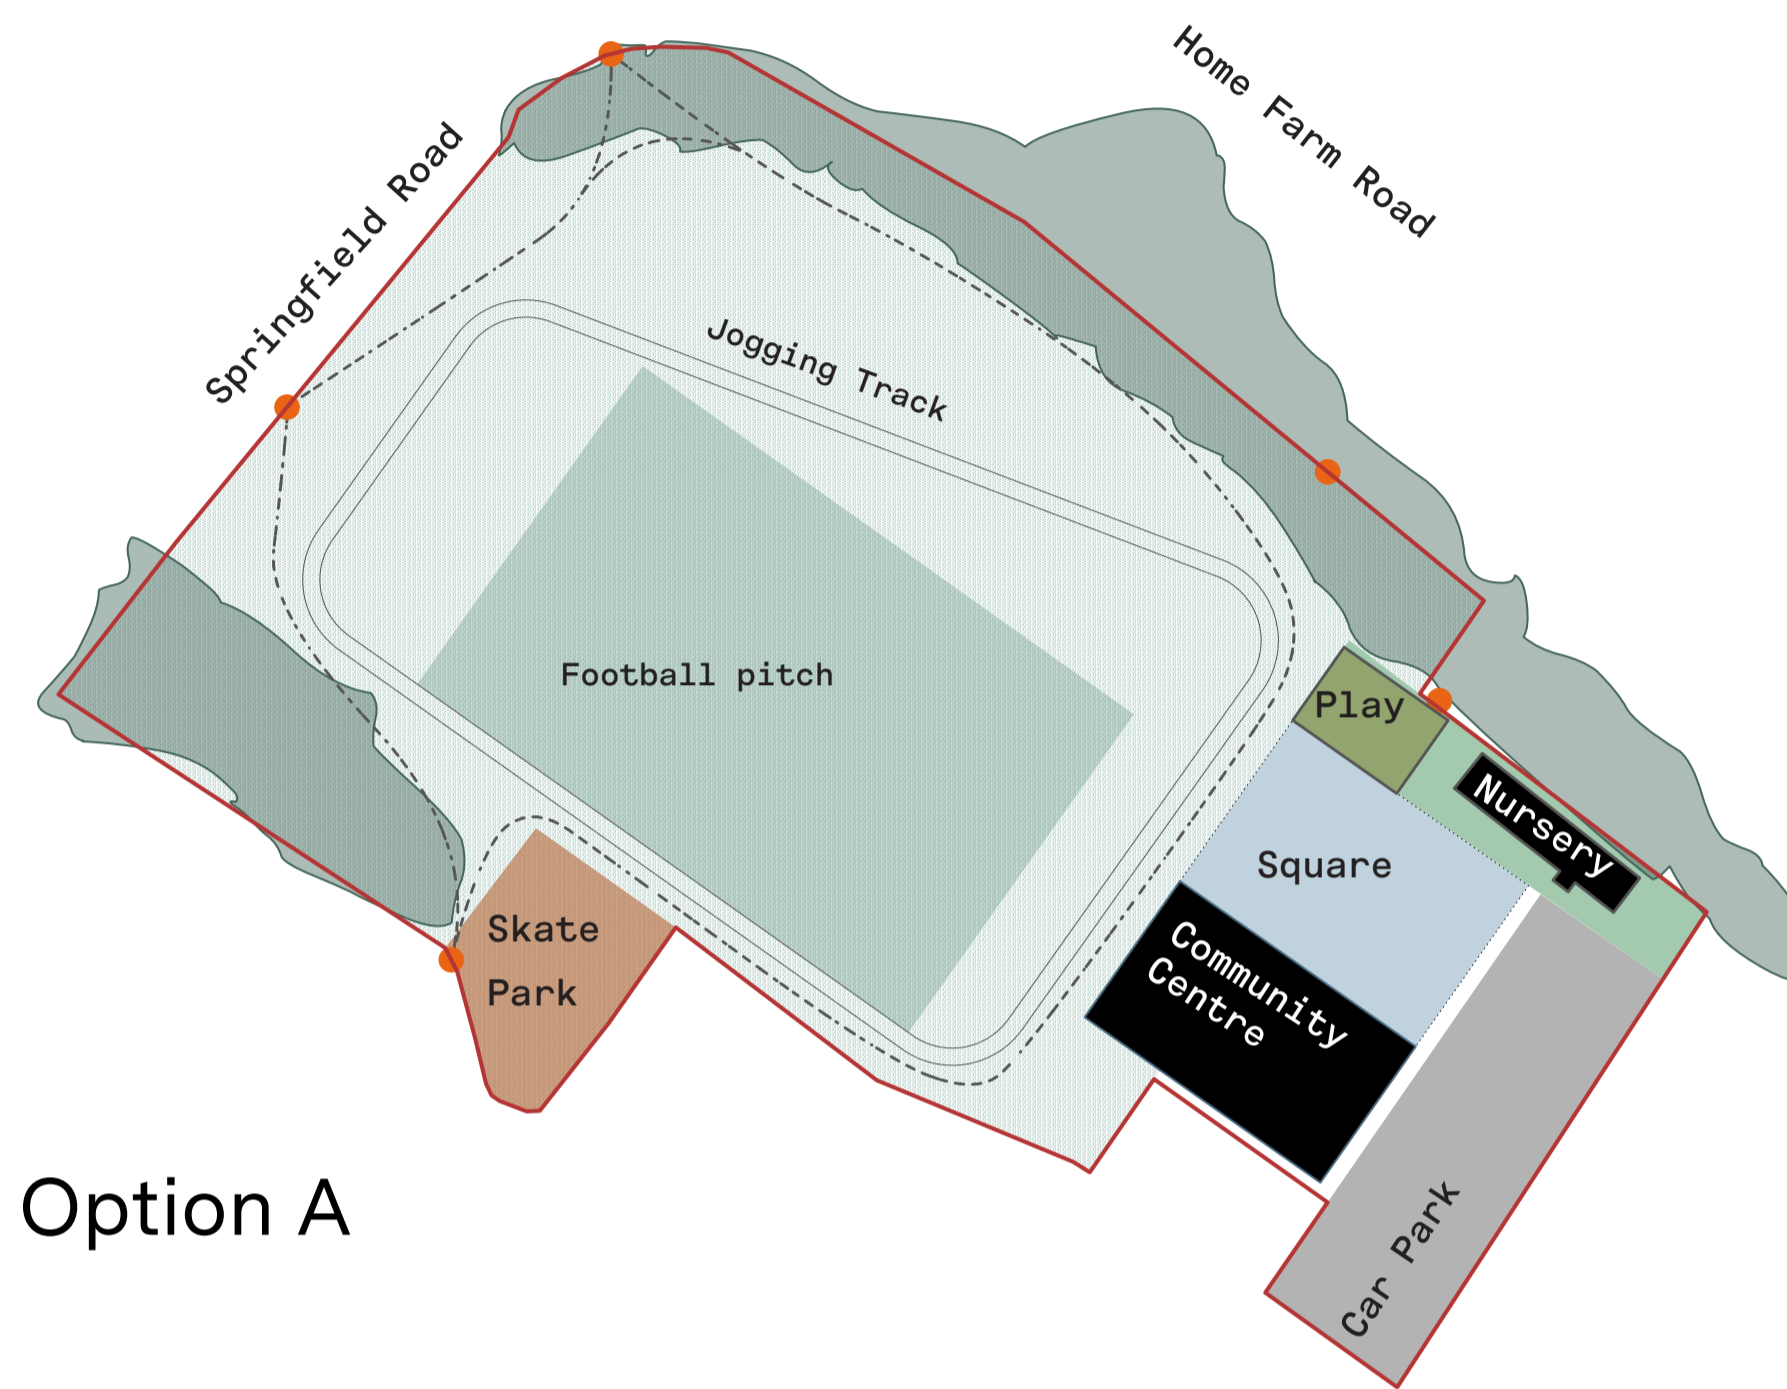 Home Farm Road
Springfield Road
Jogging Track
Football pitch
Play
Nursery
Square
Skate
Park
Community
Centre
Car Park
Option A